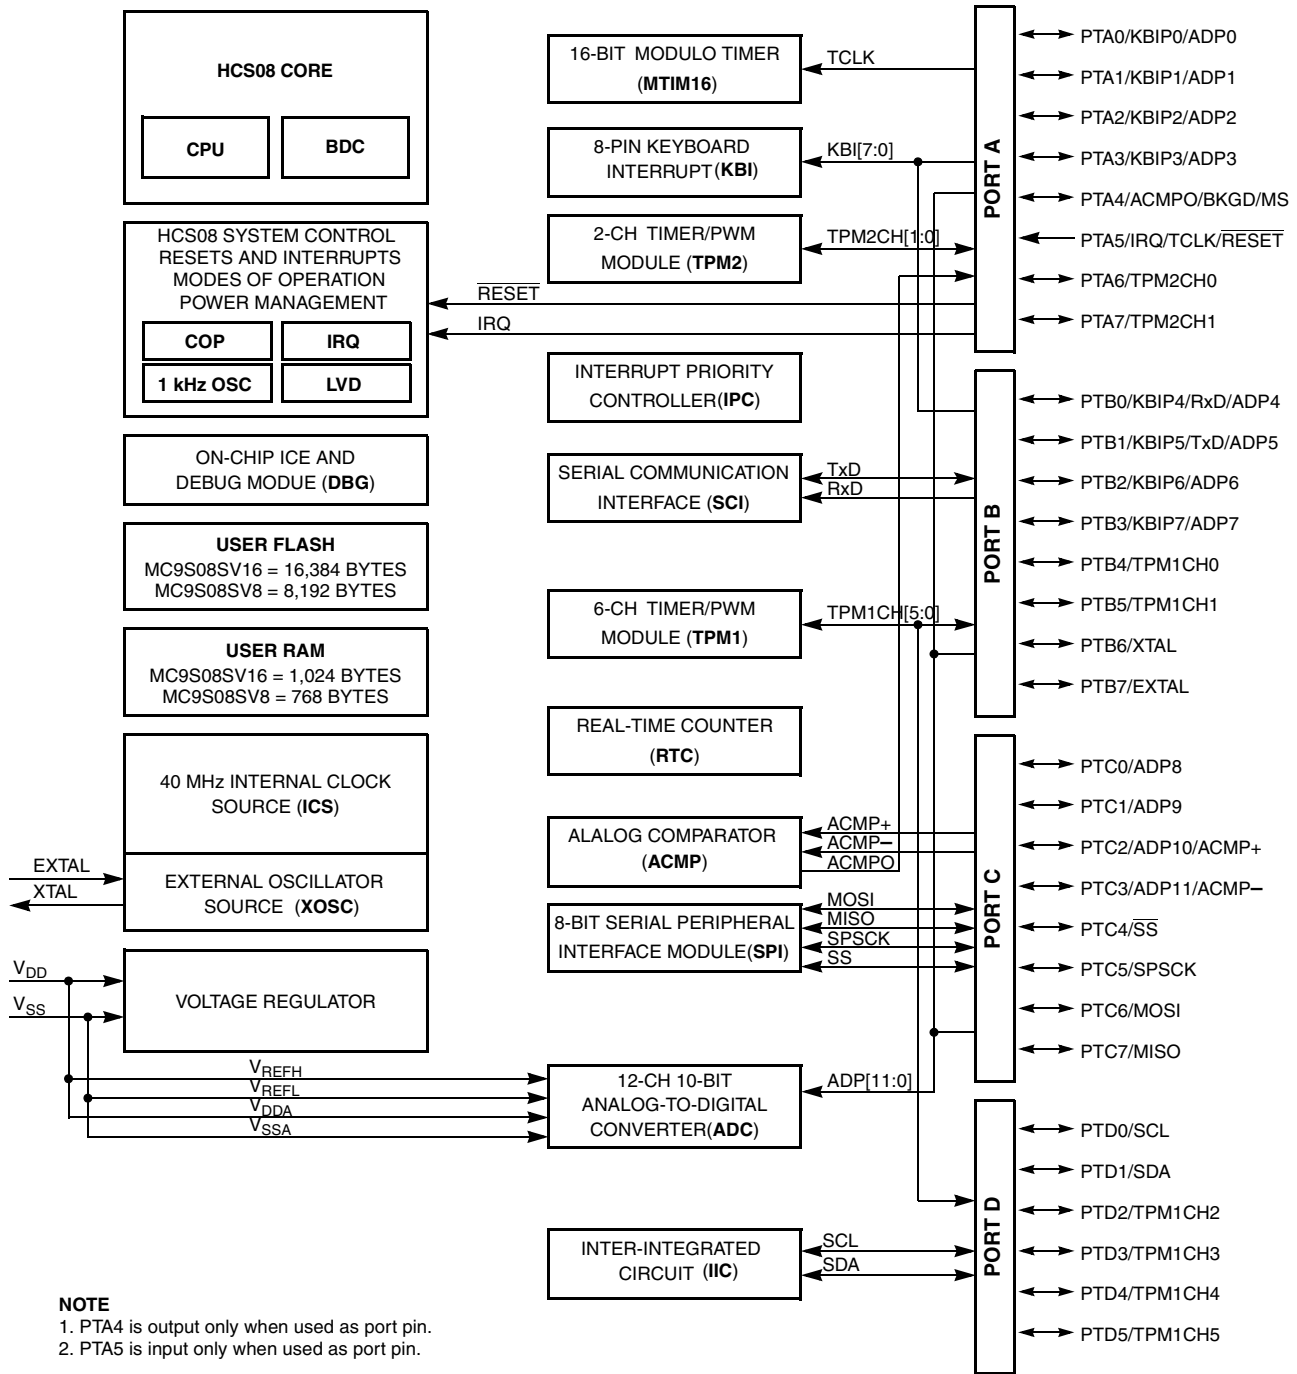 HCS08 CORE
CPU
BDC
HCS08 SYSTEM CONTROL
RESETS AND INTERRUPTS
MODES OF OPERATION
POWER MANAGEMENT
COP
IRQ
1 kHz OSC
LVD
ON-CHIP ICE AND
DEBUG MODUE (DBG)
USER FLASH
MC9S08SV16 = 16,384 BYTES
MC9S08SV8 = 8,192 BYTES
USER RAM
MC9S08SV16 = 1,024 BYTES
MC9S08SV8 = 768 BYTES
40 MHz INTERNAL CLOCK
SOURCE (ICS)
EXTERNAL OSCILLATOR
SOURCE (XOSC)
EXTAL
XTAL
VOLTAGE REGULATOR
VDD
VSS
VREFH
VREFL
VDDA
VSSA
16-BIT MODULO TIMER
(MTIM16)
TCLK
8-PIN KEYBOARD
INTERRUPT(KBI)
KBI[7:0]
2-CH TIMER/PWM
MODULE (TPM2)
TPM2CH[1:0]
RESET
IRQ
INTERRUPT PRIORITY
CONTROLLER(IPC)
SERIAL COMMUNICATION
INTERFACE (SCI)
TxD
RxD
6-CH TIMER/PWM
MODULE (TPM1)
TPM1CH[5:0]
REAL-TIME COUNTER
(RTC)
ALALOG COMPARATOR
(ACMP)
ACMP+
ACMP–
ACMPO
8-BIT SERIAL PERIPHERAL
INTERFACE MODULE(SPI)
MOSI
MISO
SPSCK
SS
12-CH 10-BIT
ANALOG-TO-DIGITAL
CONVERTER(ADC)
ADP[11:0]
INTER-INTEGRATED
CIRCUIT (IIC)
SCL
SDA
PORT A
PTA0/KBIP0/ADP0
PTA1/KBIP1/ADP1
PTA2/KBIP2/ADP2
PTA3/KBIP3/ADP3
PTA4/ACMPO/BKGD/MS
PTA5/IRQ/TCLK/RESET
PTA6/TPM2CH0
PTA7/TPM2CH1
PORT B
PTB0/KBIP4/RxD/ADP4
PTB1/KBIP5/TxD/ADP5
PTB2/KBIP6/ADP6
PTB3/KBIP7/ADP7
PTB4/TPM1CH0
PTB5/TPM1CH1
PTB6/XTAL
PTB7/EXTAL
PORT C
PTC0/ADP8
PTC1/ADP9
PTC2/ADP10/ACMP+
PTC3/ADP11/ACMP–
PTC4/SS
PTC5/SPSCK
PTC6/MOSI
PTC7/MISO
PORT D
PTD0/SCL
PTD1/SDA
PTD2/TPM1CH2
PTD3/TPM1CH3
PTD4/TPM1CH4
PTD5/TPM1CH5
NOTE
1. PTA4 is output only when used as port pin.
2. PTA5 is input only when used as port pin.